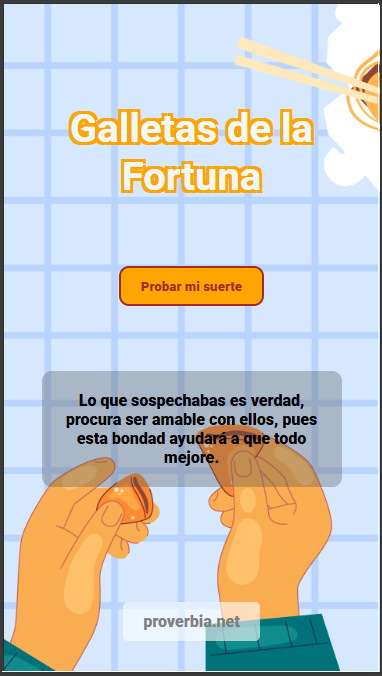 Galletas de la
Fortuna
Probar mi suerte
Lo que sospechabas es verdad,
procura ser amable con ellos, pues
esta bondad ayudará a que todo
mejore.
proverbia.net